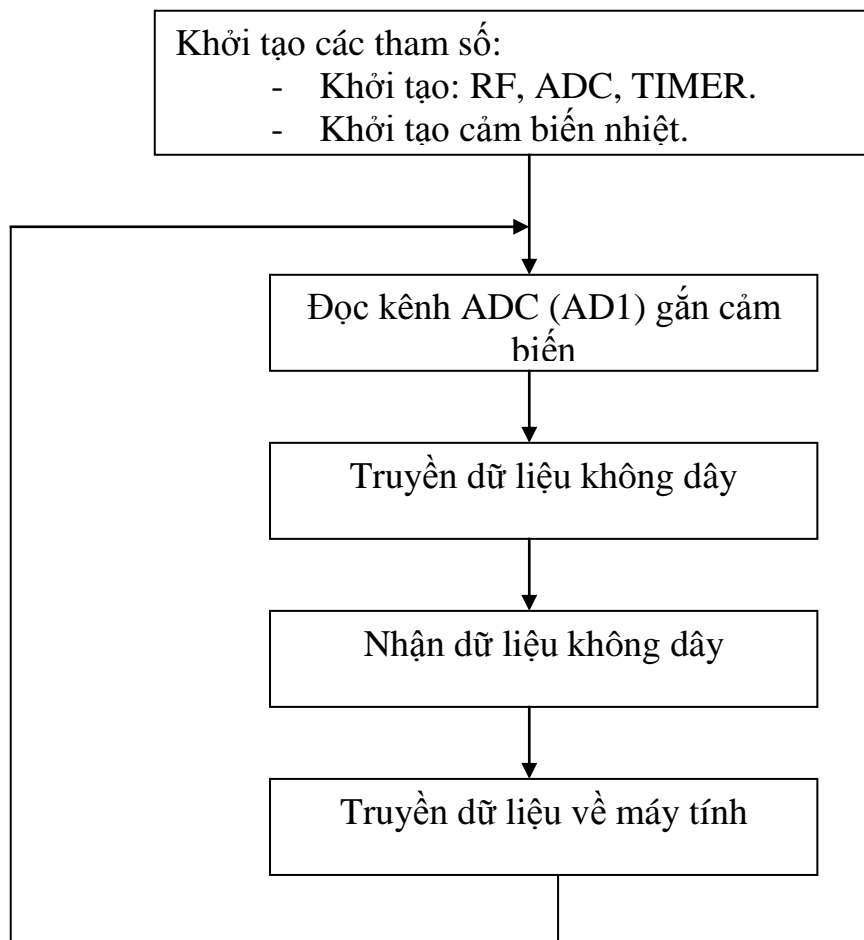 Khởi tạo các tham số:
- Khởi tạo: RF, ADC, TIMER.
- Khởi tạo cảm biến nhiệt.
Đọc kênh ADC (AD1) gắn cảm
biến
Truyền dữ liệu không dây
Nhận dữ liệu không dây
Truyền dữ liệu về máy tính